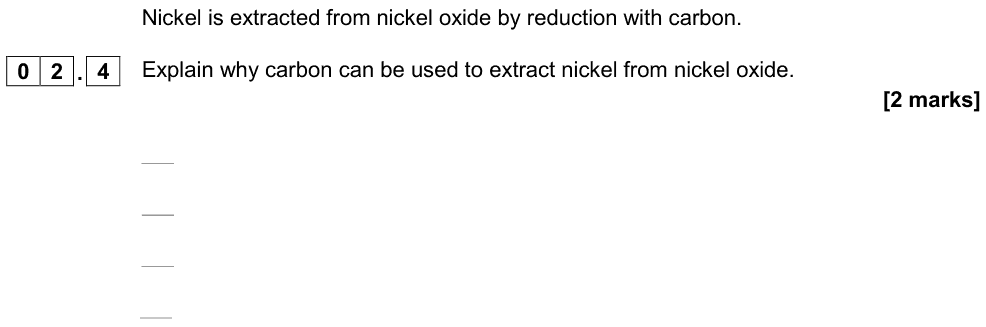 Nickel is extracted from nickel oxide by reduction with carbon.
0 2 . 4 Explain why carbon can be used to extract nickel from nickel oxide.
[2 marks]